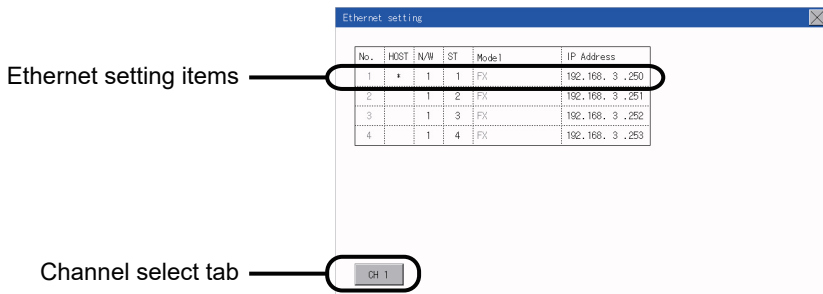 Ethernet setting
No. HOST N/W ST Model IP Address
1 * 1 1 FX 192.168. 3 .250
2 1 2 FX 192.168. 3 .251
3 1 3 FX 192.168. 3 .252
4 1 4 FX 192.168. 3 .253
Ethernet setting items
Channel select tab
CH 1